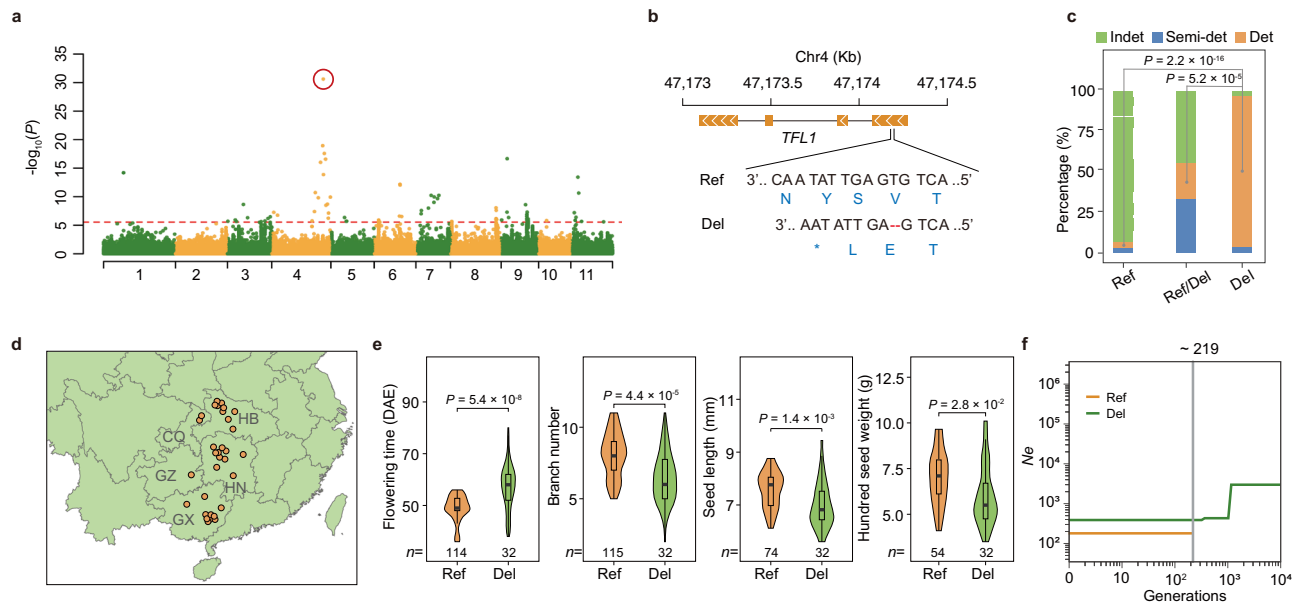 a
-log10(P)
35
30
25
20
15
10
5
0
1 2 3 4 5 6 7 8 9 10 11
b
Chr4 (Kb)
47,173 47,173.5 47,174 47,174.5
TFL1
Ref 3'.. CAA TAT TGA GTG TCA ..5'
N Y S V T
Del 3'.. AAT ATT GA--G TCA ..5'
* L E T
c
Indet Semi-det Det
P = 2.2 × 10-16
P = 5.2 × 10-5
Percentage (%)
100
75
50
25
0
Ref Ref/Del Del
d
HB
CQ
GZ
HN
GX
e
Flowering time (DAE)
90
70
50
P = 5.4 × 10-8
n= 114 32
Ref Del
Branch number
10
5
P = 4.4 × 10-5
115 32
Ref Del
Seed length (mm)
11
9
7
P = 1.4 × 10-3
74 32
Ref Del
Hundred seed weight (g)
12.5
10.0
7.5
5.0
P = 2.8 × 10-2
n= 54 32
Ref Del
f
~ 219
Ne
10⁶
10⁵
10⁴
10³
10²
Ref
Del
0 10 10² 10³ 10⁴
Generations